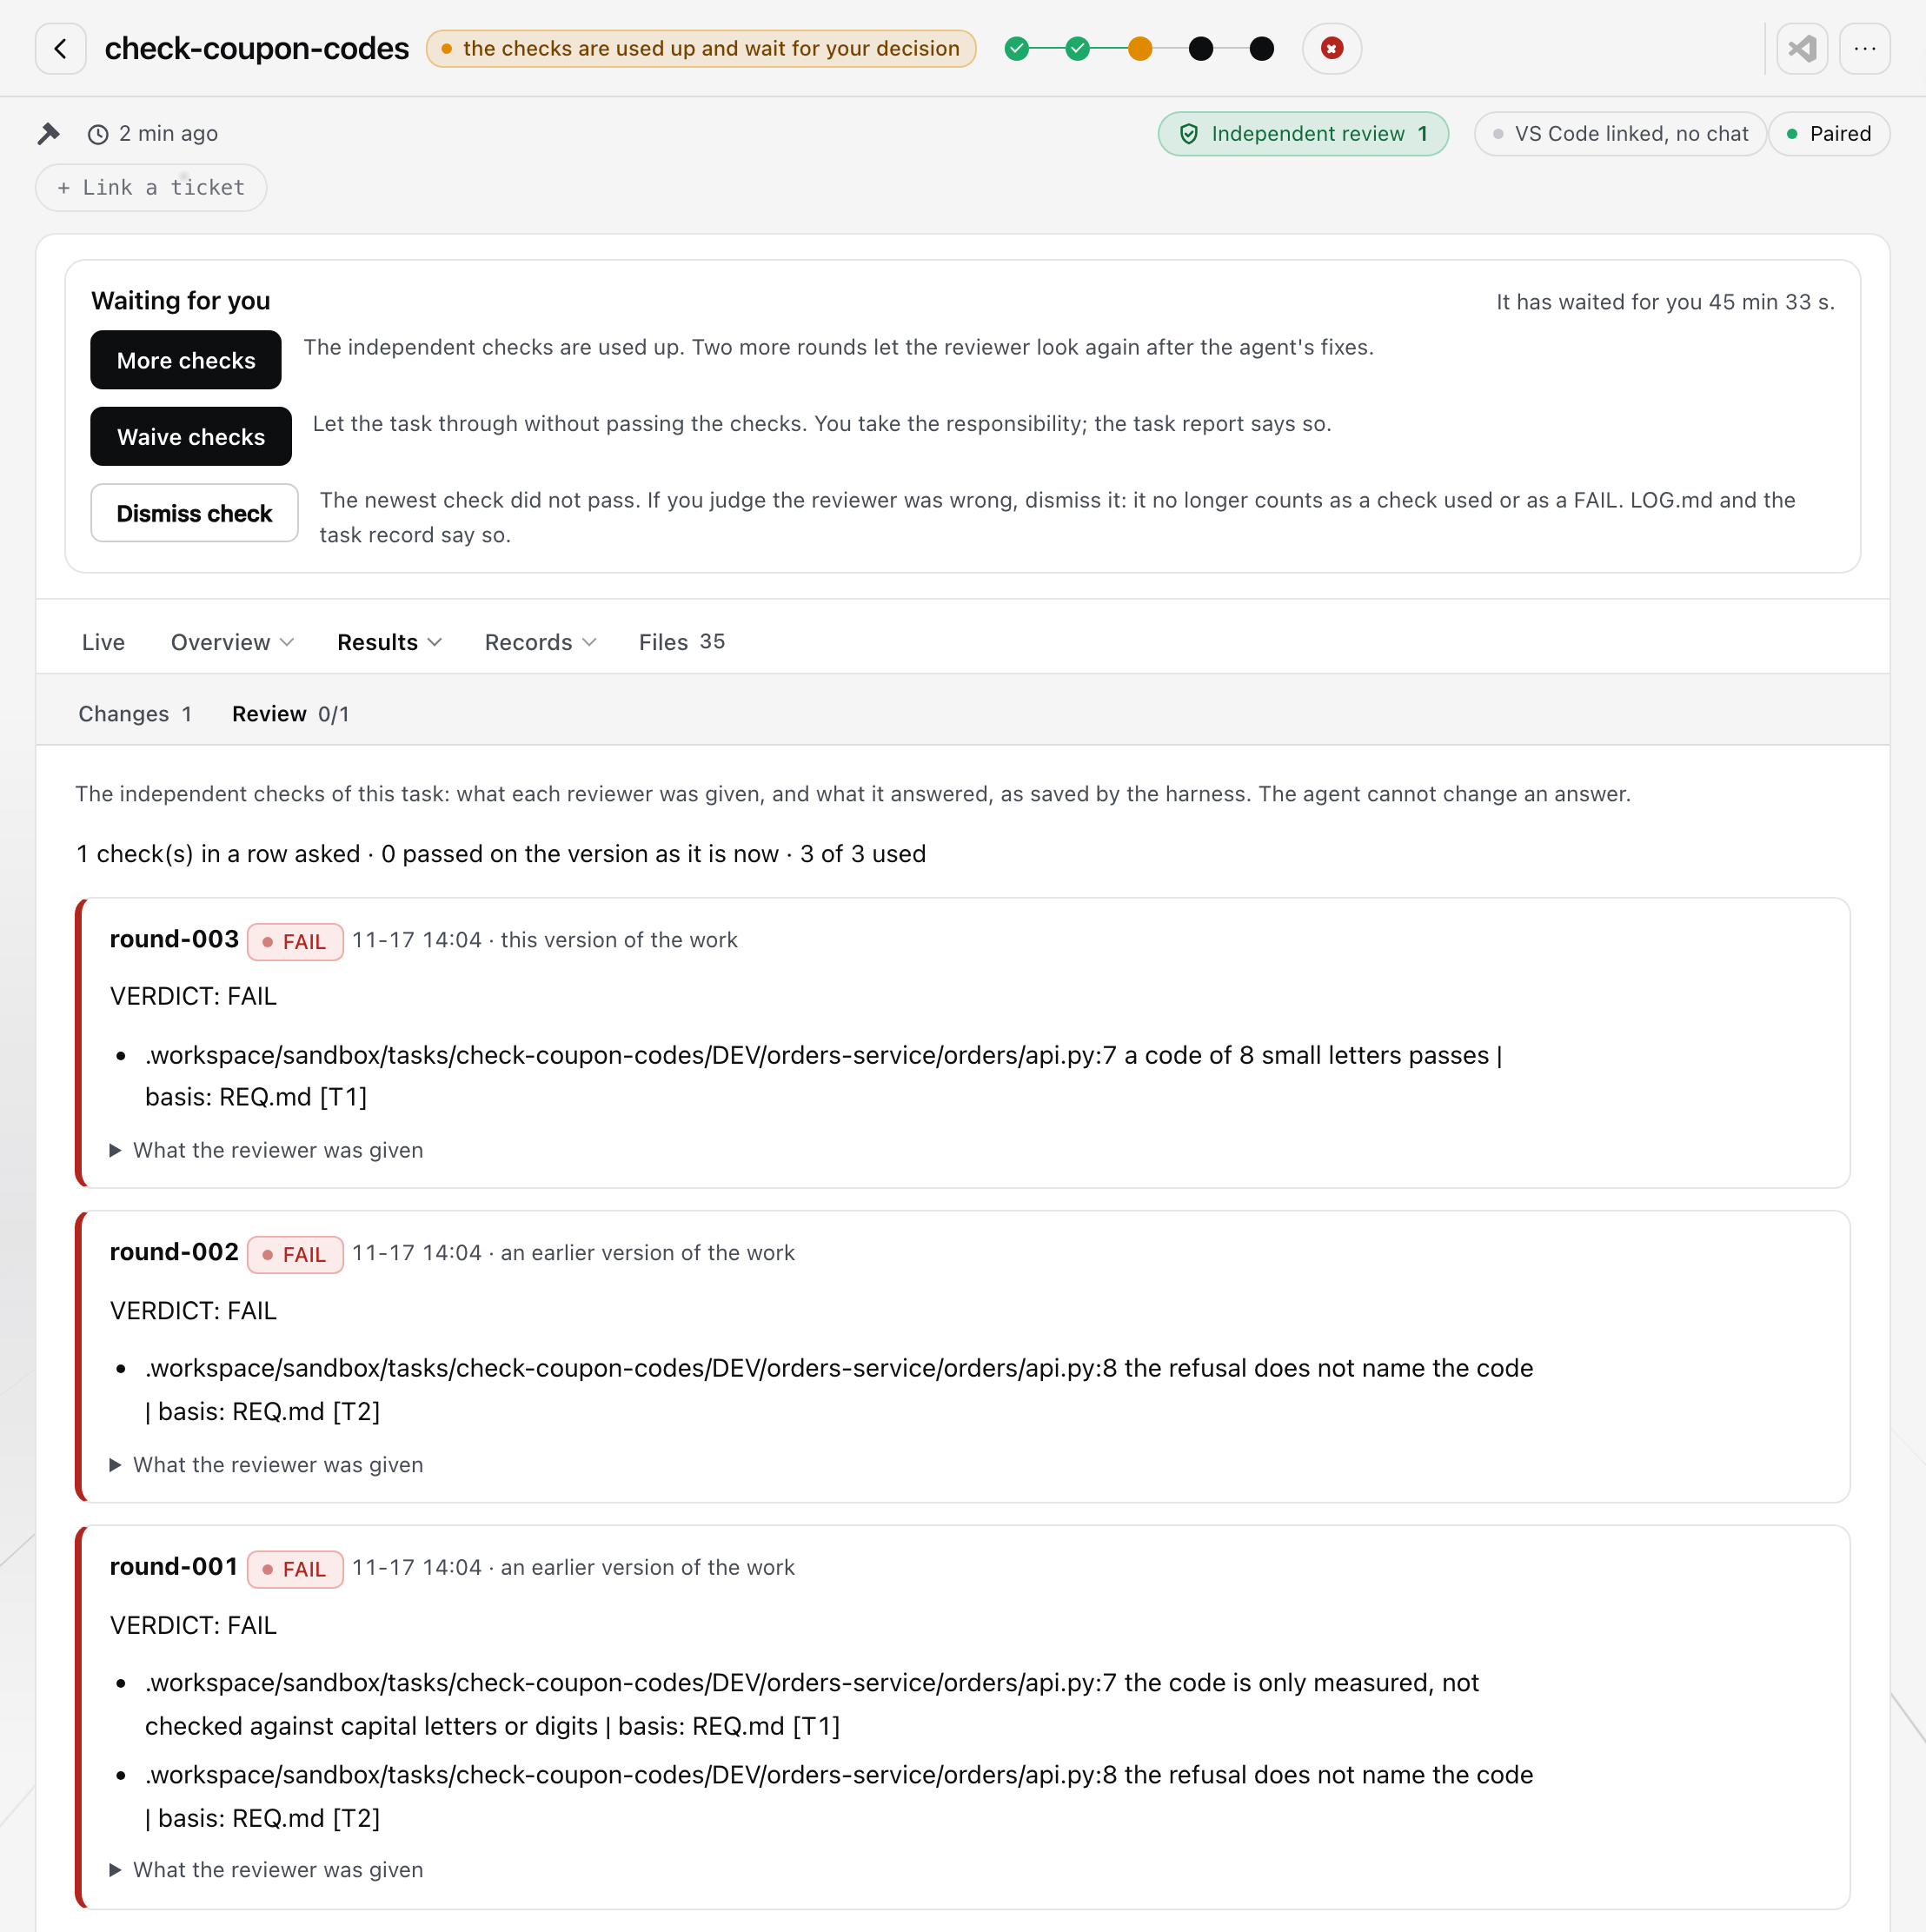 check-coupon-codes
the checks are used up and wait for your decision
2 min ago
Independent review 1
VS Code linked, no chat
Paired
+ Link a ticket
Waiting for you
It has waited for you 45 min 33 s.
More checks
The independent checks are used up. Two more rounds let the reviewer look again after the agent's fixes.
Waive checks
Let the task through without passing the checks. You take the responsibility; the task report says so.
Dismiss check
The newest check did not pass. If you judge the reviewer was wrong, dismiss it: it no longer counts as a check used or as a FAIL. LOG.md and the
task record say so.
Live Overview Results Records Files 35
Changes 1 Review 0/1
The independent checks of this task: what each reviewer was given, and what it answered, as saved by the harness. The agent cannot change an answer.
1 check(s) in a row asked · 0 passed on the version as it is now · 3 of 3 used
round-003 FAIL 11-17 14:04 · this version of the work
VERDICT: FAIL
• .workspace/sandbox/tasks/check-coupon-codes/DEV/orders-service/orders/api.py:7 a code of 8 small letters passes |
basis: REQ.md [T1]
What the reviewer was given
round-002 FAIL 11-17 14:04 · an earlier version of the work
VERDICT: FAIL
• .workspace/sandbox/tasks/check-coupon-codes/DEV/orders-service/orders/api.py:8 the refusal does not name the code
| basis: REQ.md [T2]
What the reviewer was given
round-001 FAIL 11-17 14:04 · an earlier version of the work
VERDICT: FAIL
• .workspace/sandbox/tasks/check-coupon-codes/DEV/orders-service/orders/api.py:7 the code is only measured, not
checked against capital letters or digits | basis: REQ.md [T1]
• .workspace/sandbox/tasks/check-coupon-codes/DEV/orders-service/orders/api.py:8 the refusal does not name the code
| basis: REQ.md [T2]
What the reviewer was given